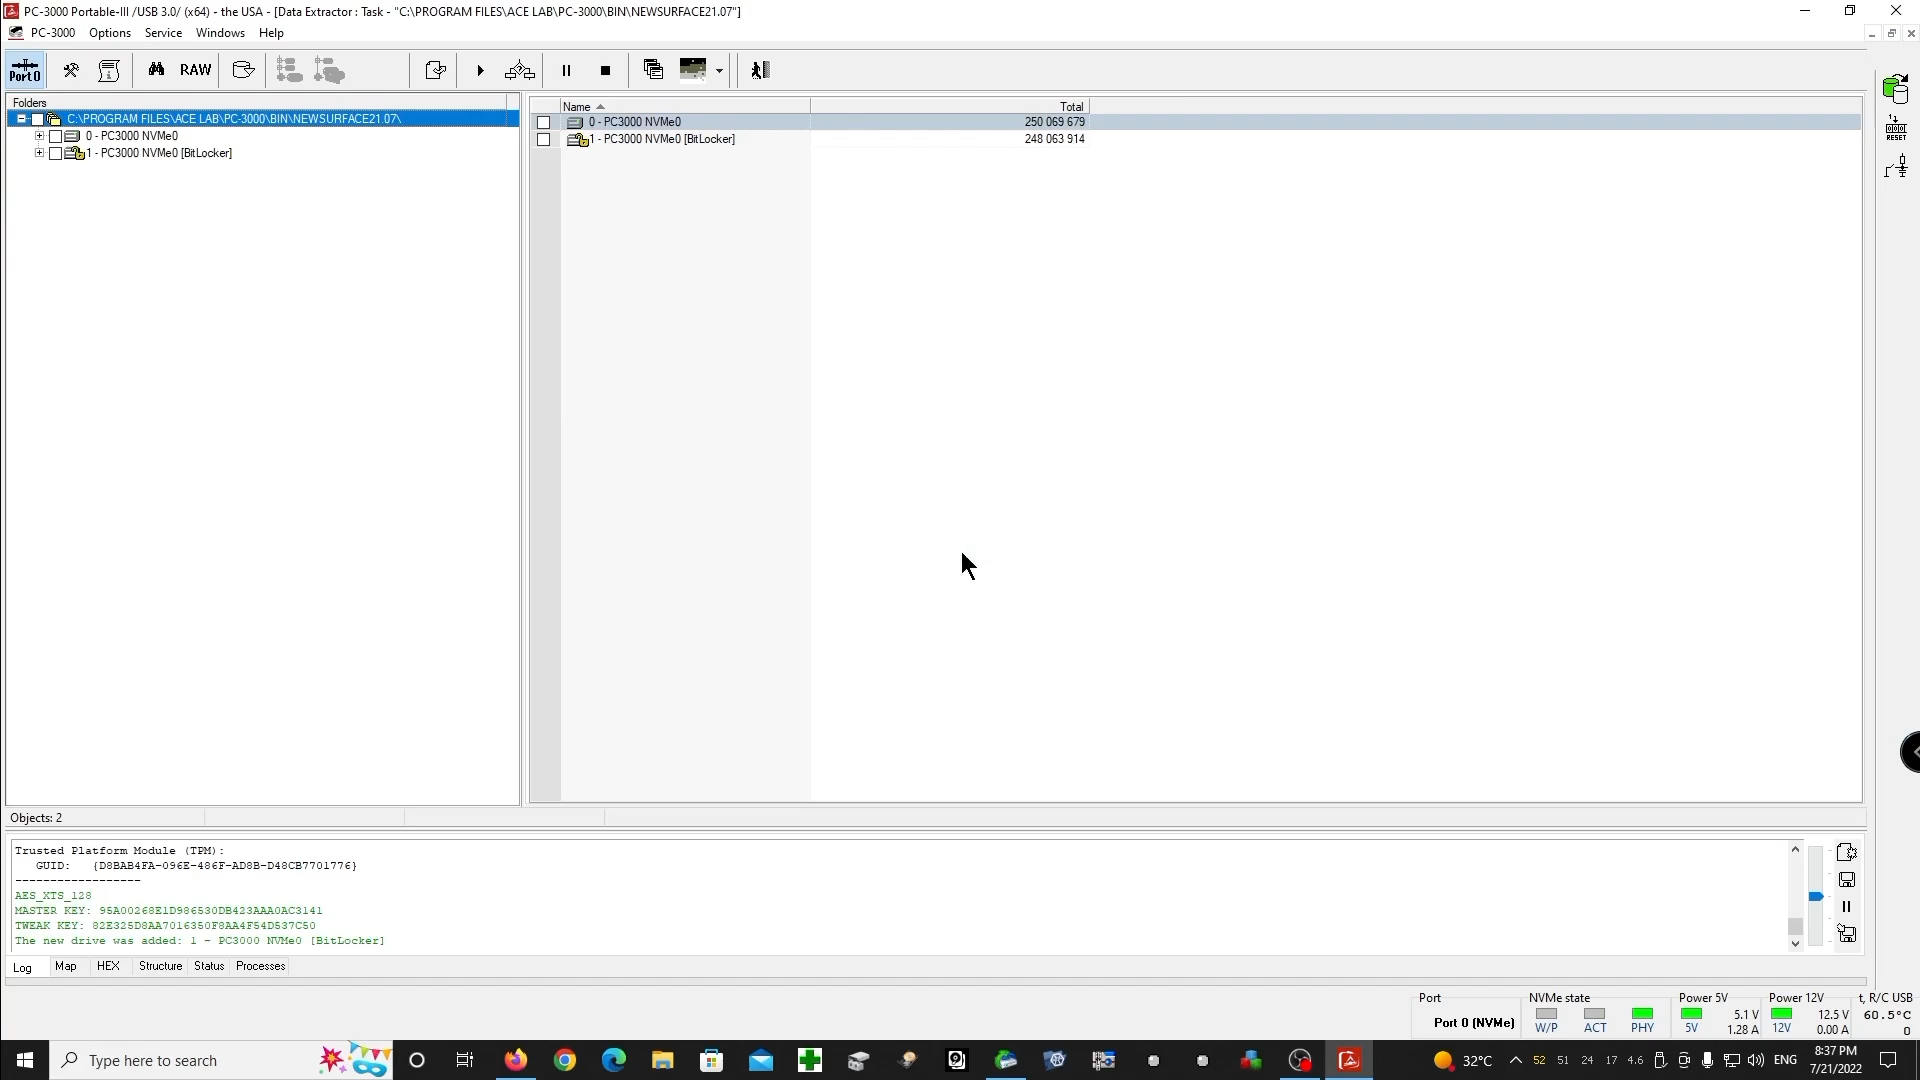 PC-3000 Portable-III /USB 3.0/ (x64) - the USA - [Data Extractor : Task - "C:\PROGRAM FILES\ACE LAB\PC-3000\BIN\NEWSURFACE21.07"]
PC-3000 Options Service Windows Help
Port 0 RAW
RESET
Folders
C:\PROGRAM FILES\ACE LAB\PC-3000\BIN\NEWSURFACE21.07\
0 - PC3000 NVMe0
1 - PC3000 NVMe0 [BitLocker]
Name Total
0 - PC3000 NVMe0 250 069 679
1 - PC3000 NVMe0 [BitLocker] 248 063 914
Objects: 2
Trusted Platform Module (TPM):
GUID: {D8BAB4FA-096E-486F-AD8B-D48CB7701776}
------------------
AES_XTS_128
MASTER KEY: 95A00268E1D986530DB423AAA0AC3141
TWEAK KEY: 82E325D8AA7016350F8AA4F54D537C50
The new drive was added: 1 - PC3000 NVMe0 [BitLocker]
Log Map HEX Structure Status Processes
Port NVMe state Power 5V Power 12V t, R/C USB
Port 0 (NVMe) W/P ACT PHY 5V 5.1 V 1.28 A 12V 12.5 V 0.00 A 60.5°C 0
Type here to search
32°C 52 51 24 17 4.6 ENG
8:37 PM
7/21/2022